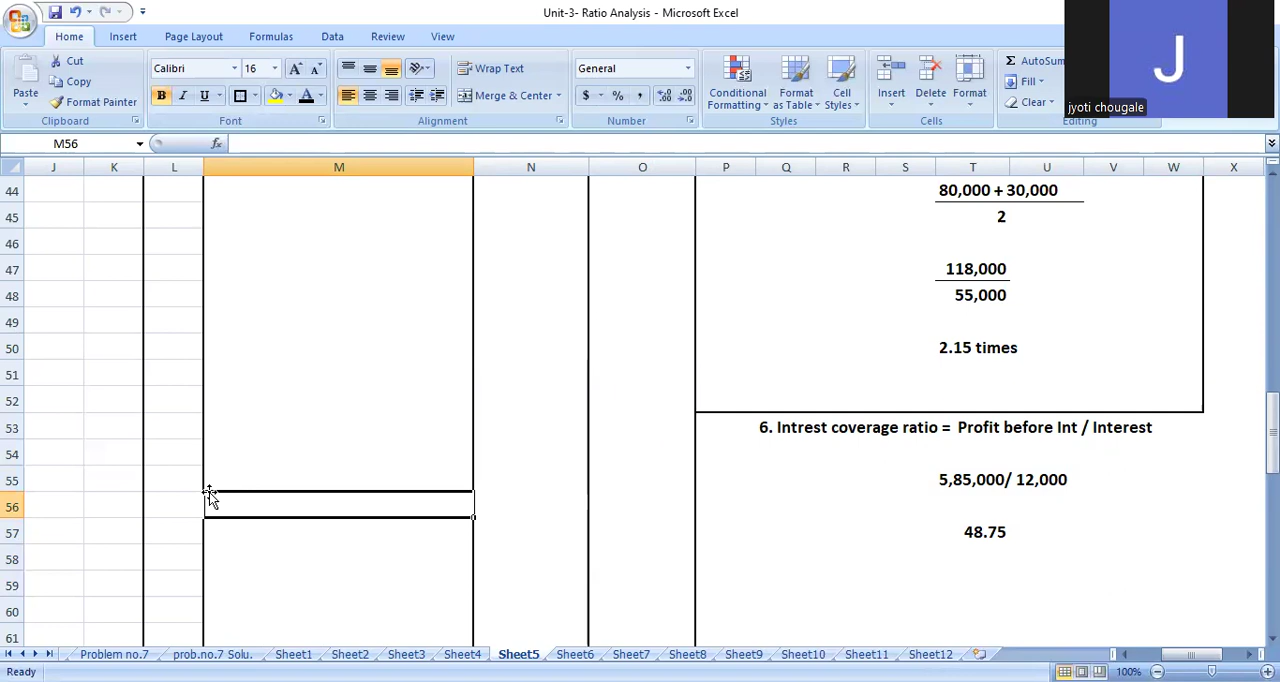 Unit-3- Ratio Analysis - Microsoft Excel
Home Insert Page Layout Formulas Data Review View
Paste Cut Copy Format Painter Clipboard
Calibri 16 A A B I U A Font
Wrap Text Merge & Center Alignment
General $ % , Number
Conditional Formatting Format as Table Cell Styles Styles
Insert Delete Format Cells
Σ AutoSum Fill Clear Editing
J
jyoti chougale
M56 fx
J K L M N O P Q R S T U V W X
44 80,000 + 30,000
45 2
46
47 118,000
48 55,000
49
50 2.15 times
51
52
53 6. Intrest coverage ratio = Profit before Int / Interest
54
55 5,85,000/ 12,000
56
57 48.75
58
59
60
61
Problem no.7 prob.no.7 Solu. Sheet1 Sheet2 Sheet3 Sheet4 Sheet5 Sheet6 Sheet7 Sheet8 Sheet9 Sheet10 Sheet11 Sheet12
Ready 100%